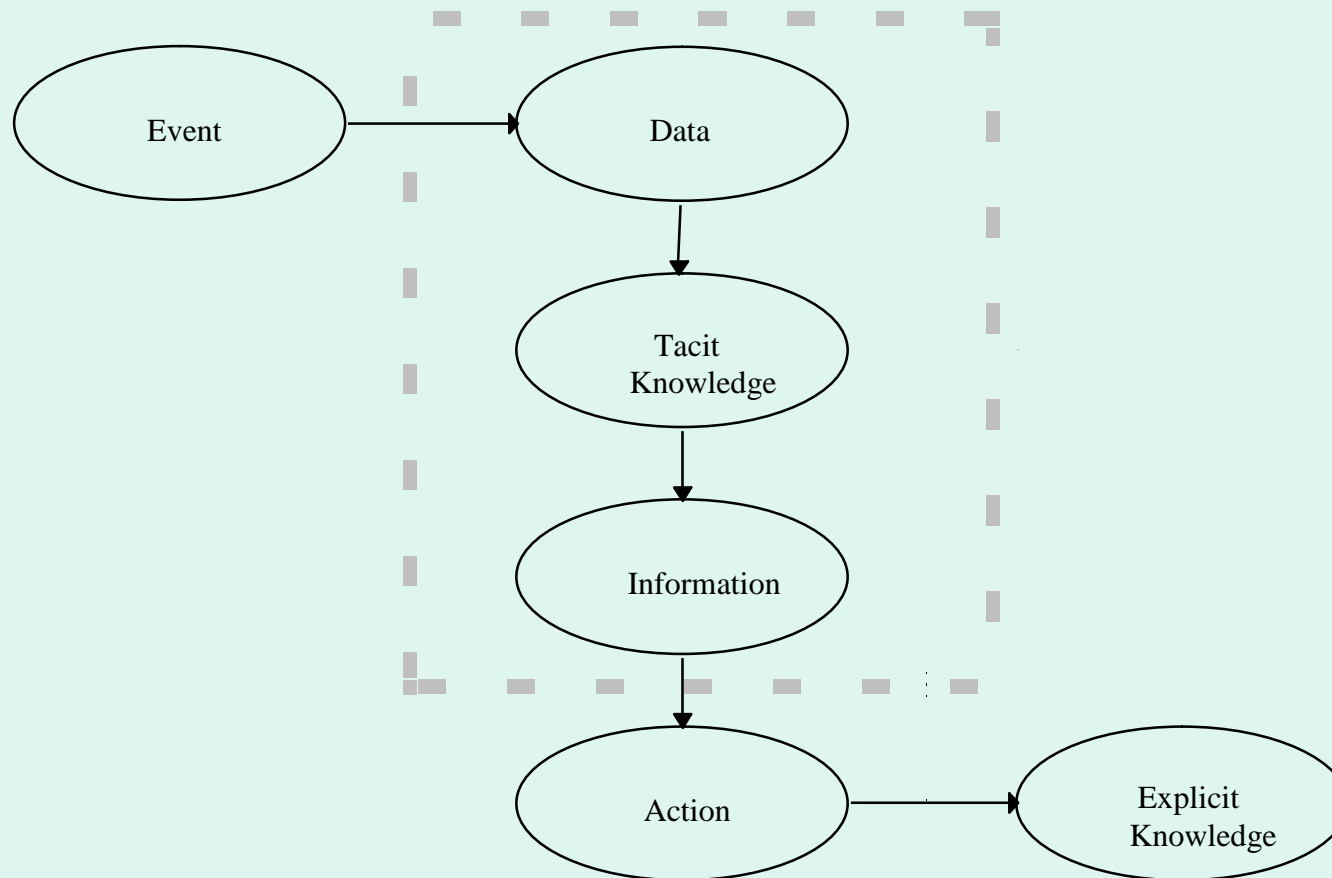 Event
Data
Tacit
Knowledge
Information
Action
Explicit
Knowledge